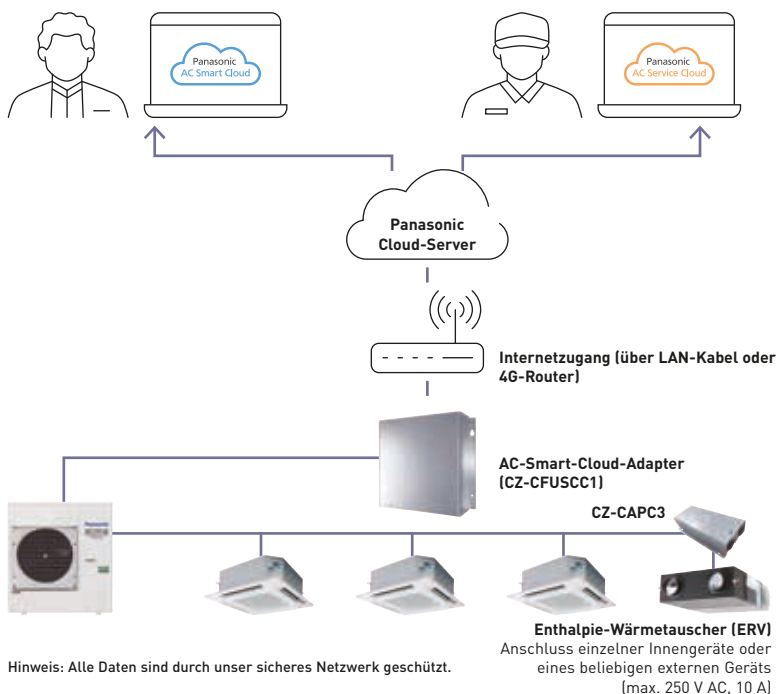 Panasonic
AC Smart Cloud
Panasonic
AC Service Cloud
Panasonic
Cloud-Server
Internetzugang (über LAN-Kabel oder
4G-Router)
AC-Smart-Cloud-Adapter
(CZ-CFUSCC1)
CZ-CAPC3
Panasonic
Enthalpie-Wärmetauscher (ERV)
Anschluss einzelner Innengeräte oder
eines beliebigen externen Geräts
(max. 250 V AC, 10 A)
Hinweis: Alle Daten sind durch unser sicheres Netzwerk geschützt.